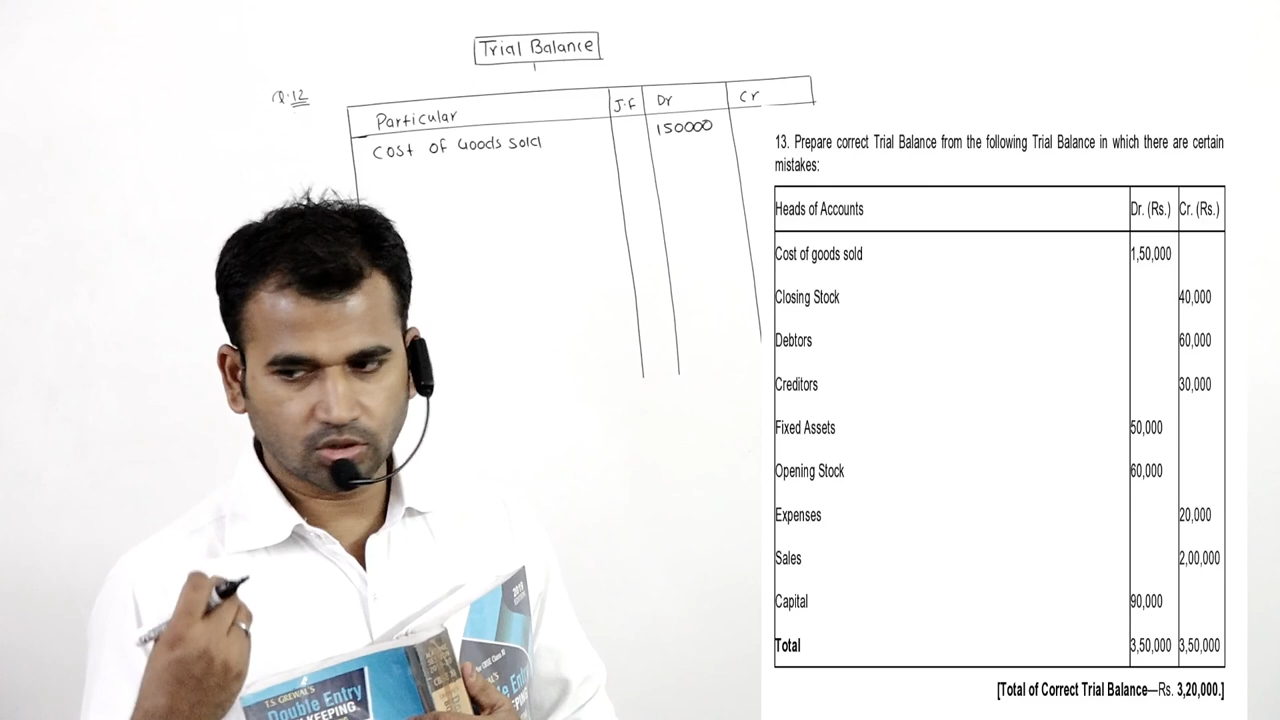 Trial Balance
Q.12
Particular J.F Dr Cr
Cost of Goods sold 150000
13. Prepare correct Trial Balance from the following Trial Balance in which there are certain
mistakes:
Heads of Accounts Dr. (Rs.) Cr. (Rs.)
Cost of goods sold 1,50,000
Closing Stock 40,000
Debtors 60,000
Creditors 30,000
Fixed Assets 50,000
Opening Stock 60,000
Expenses 20,000
Sales 2,00,000
Capital 90,000
Total 3,50,000 3,50,000
[Total of Correct Trial Balance—Rs. 3,20,000.]
2018
T.S. GREWAL'S
Double Entry
KEEPING